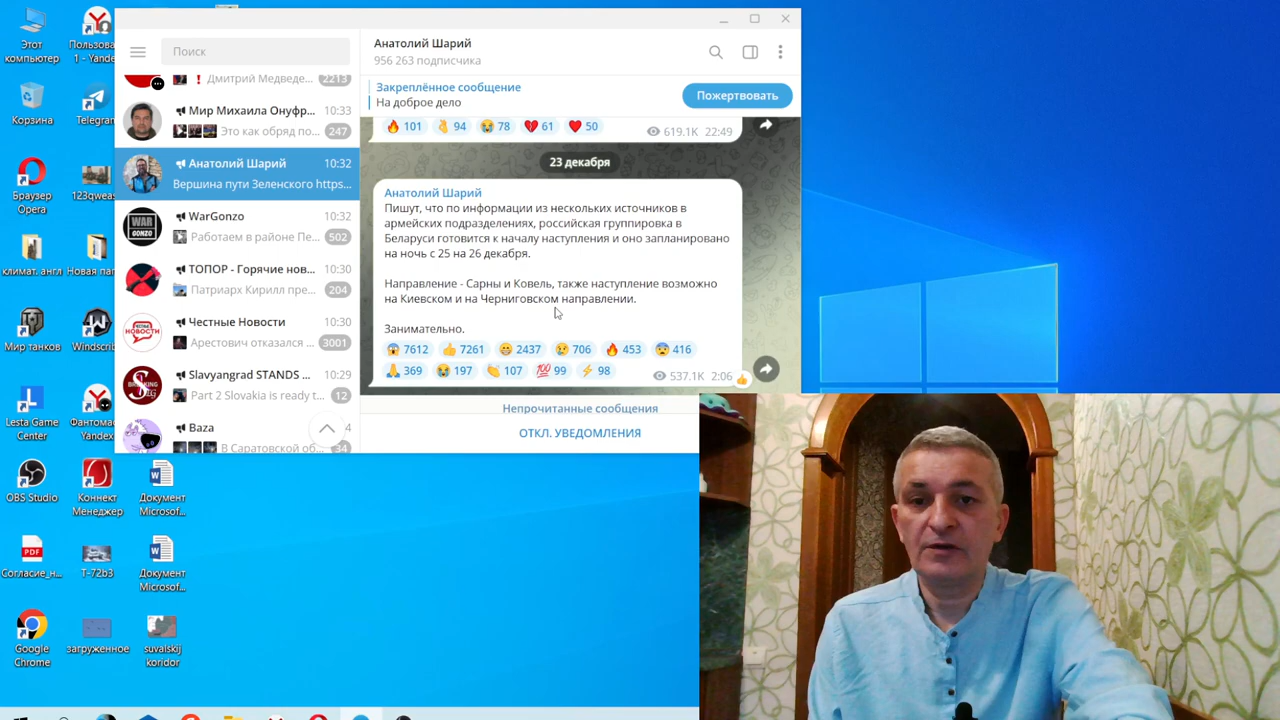 Этот
компьютер
Пользова...
1 - Yande
Корзина
Telegram
Браузер
Opera
123qweas
климат. англ
Новая пап
Мир танков
Windscrib
Lesta Game
Center
Фантомас
Yandex
OBS Studio
Коннект
Менеджер
Документ
Microsof...
Согласие_н...
T-72b3
Документ
Microsof...
Google
Chrome
загруженное
suvalskij
koridor
Поиск
Дмитрий Медведе...
2213
Мир Михаила Онуфр...
10:33
Это как обряд по...
247
Анатолий Шарий
10:32
Вершина пути Зеленского https...
WarGonzo
10:32
Работаем в районе Пе...
502
ТОПОР - Горячие нов...
10:30
Патриарх Кирилл пре...
204
Честные Новости
10:30
Арестович отказался ...
3001
Slavyangrad STANDS ...
10:29
Part 2 Slovakia is ready t...
12
Baza
4
В Саратовской об...
34
Анатолий Шарий
956 263 подписчика
Закреплённое сообщение
На доброе дело
Пожертвовать
101 94 78 61 50
619.1K 22:49
23 декабря
Анатолий Шарий
Пишут, что по информации из нескольких источников в
армейских подразделениях, российская группировка в
Беларуси готовится к началу наступления и оно запланировано
на ночь с 25 на 26 декабря.
Направление - Сарны и Ковель, также наступление возможно
на Киевском и на Черниговском направлении.
Занимательно.
7612 7261 2437 706 453 416
369 197 107 99 98
537.1K 2:06
Непрочитанные сообщения
ОТКЛ. УВЕДОМЛЕНИЯ